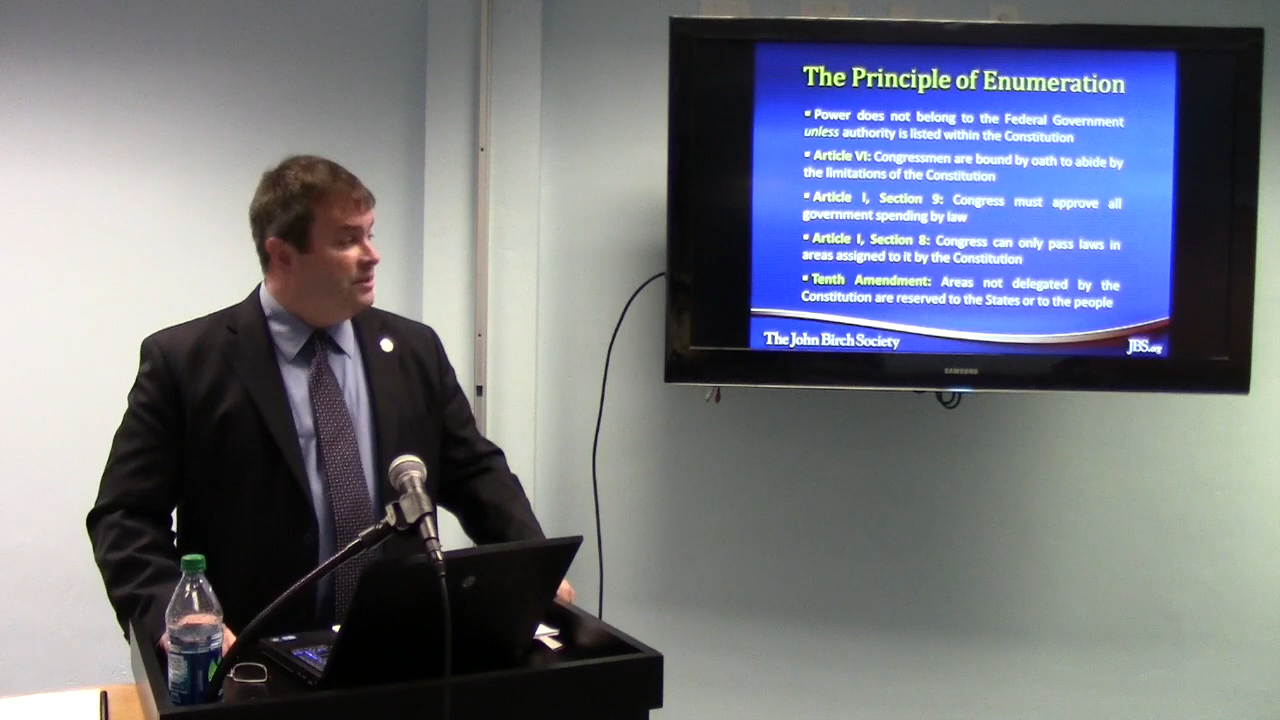 The Principle of Enumeration
▪ Power does not belong to the Federal Government
unless authority is listed within the Constitution
▪ Article VI: Congressmen are bound by oath to abide by
the limitations of the Constitution
▪ Article I, Section 9: Congress must approve all
government spending by law
▪ Article I, Section 8: Congress can only pass laws in
areas assigned to it by the Constitution
▪ Tenth Amendment: Areas not delegated by the
Constitution are reserved to the States or to the people
The John Birch Society
JBS.org
SAMSUNG